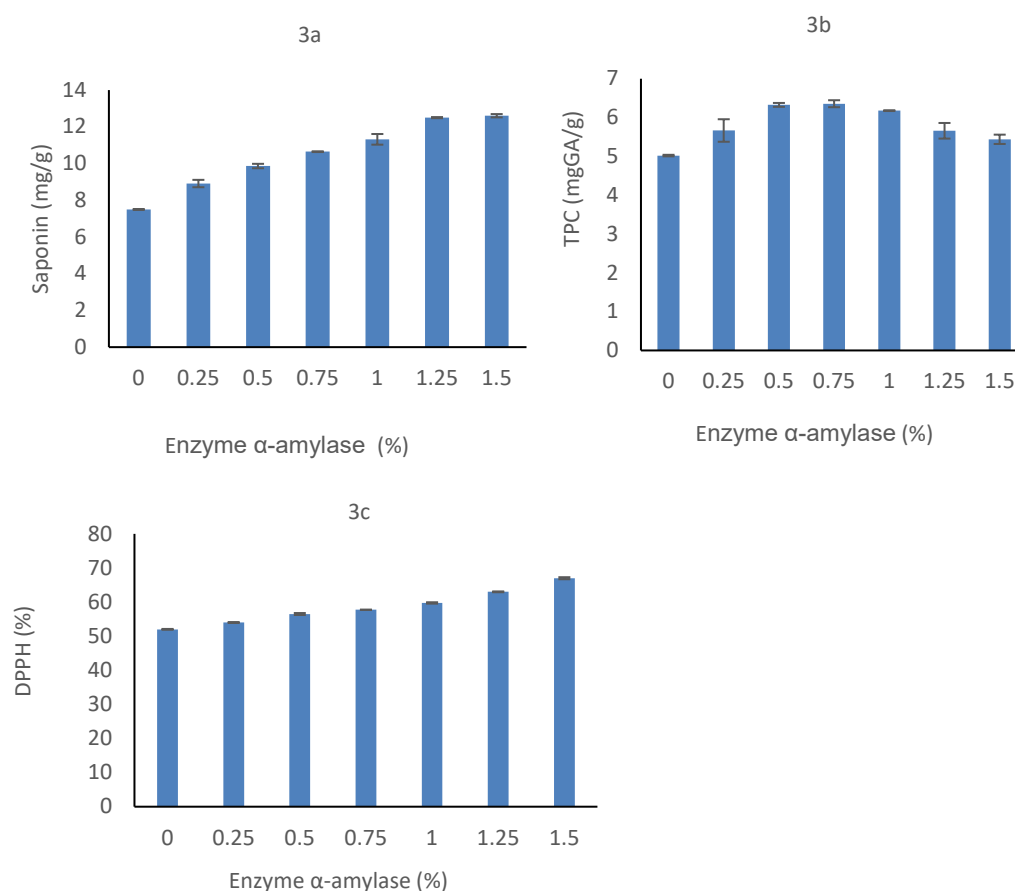 3a
Saponin (mg/g)
14
12
10
8
6
4
2
0
0 0.25 0.5 0.75 1 1.25 1.5
Enzyme α-amylase (%)
3b
TPC (mgGA/g)
7
6
5
4
3
2
1
0
0 0.25 0.5 0.75 1 1.25 1.5
Enzyme α-amylase (%)
3c
DPPH (%)
80
70
60
50
40
30
20
10
0
0 0.25 0.5 0.75 1 1.25 1.5
Enzyme α-amylase (%)